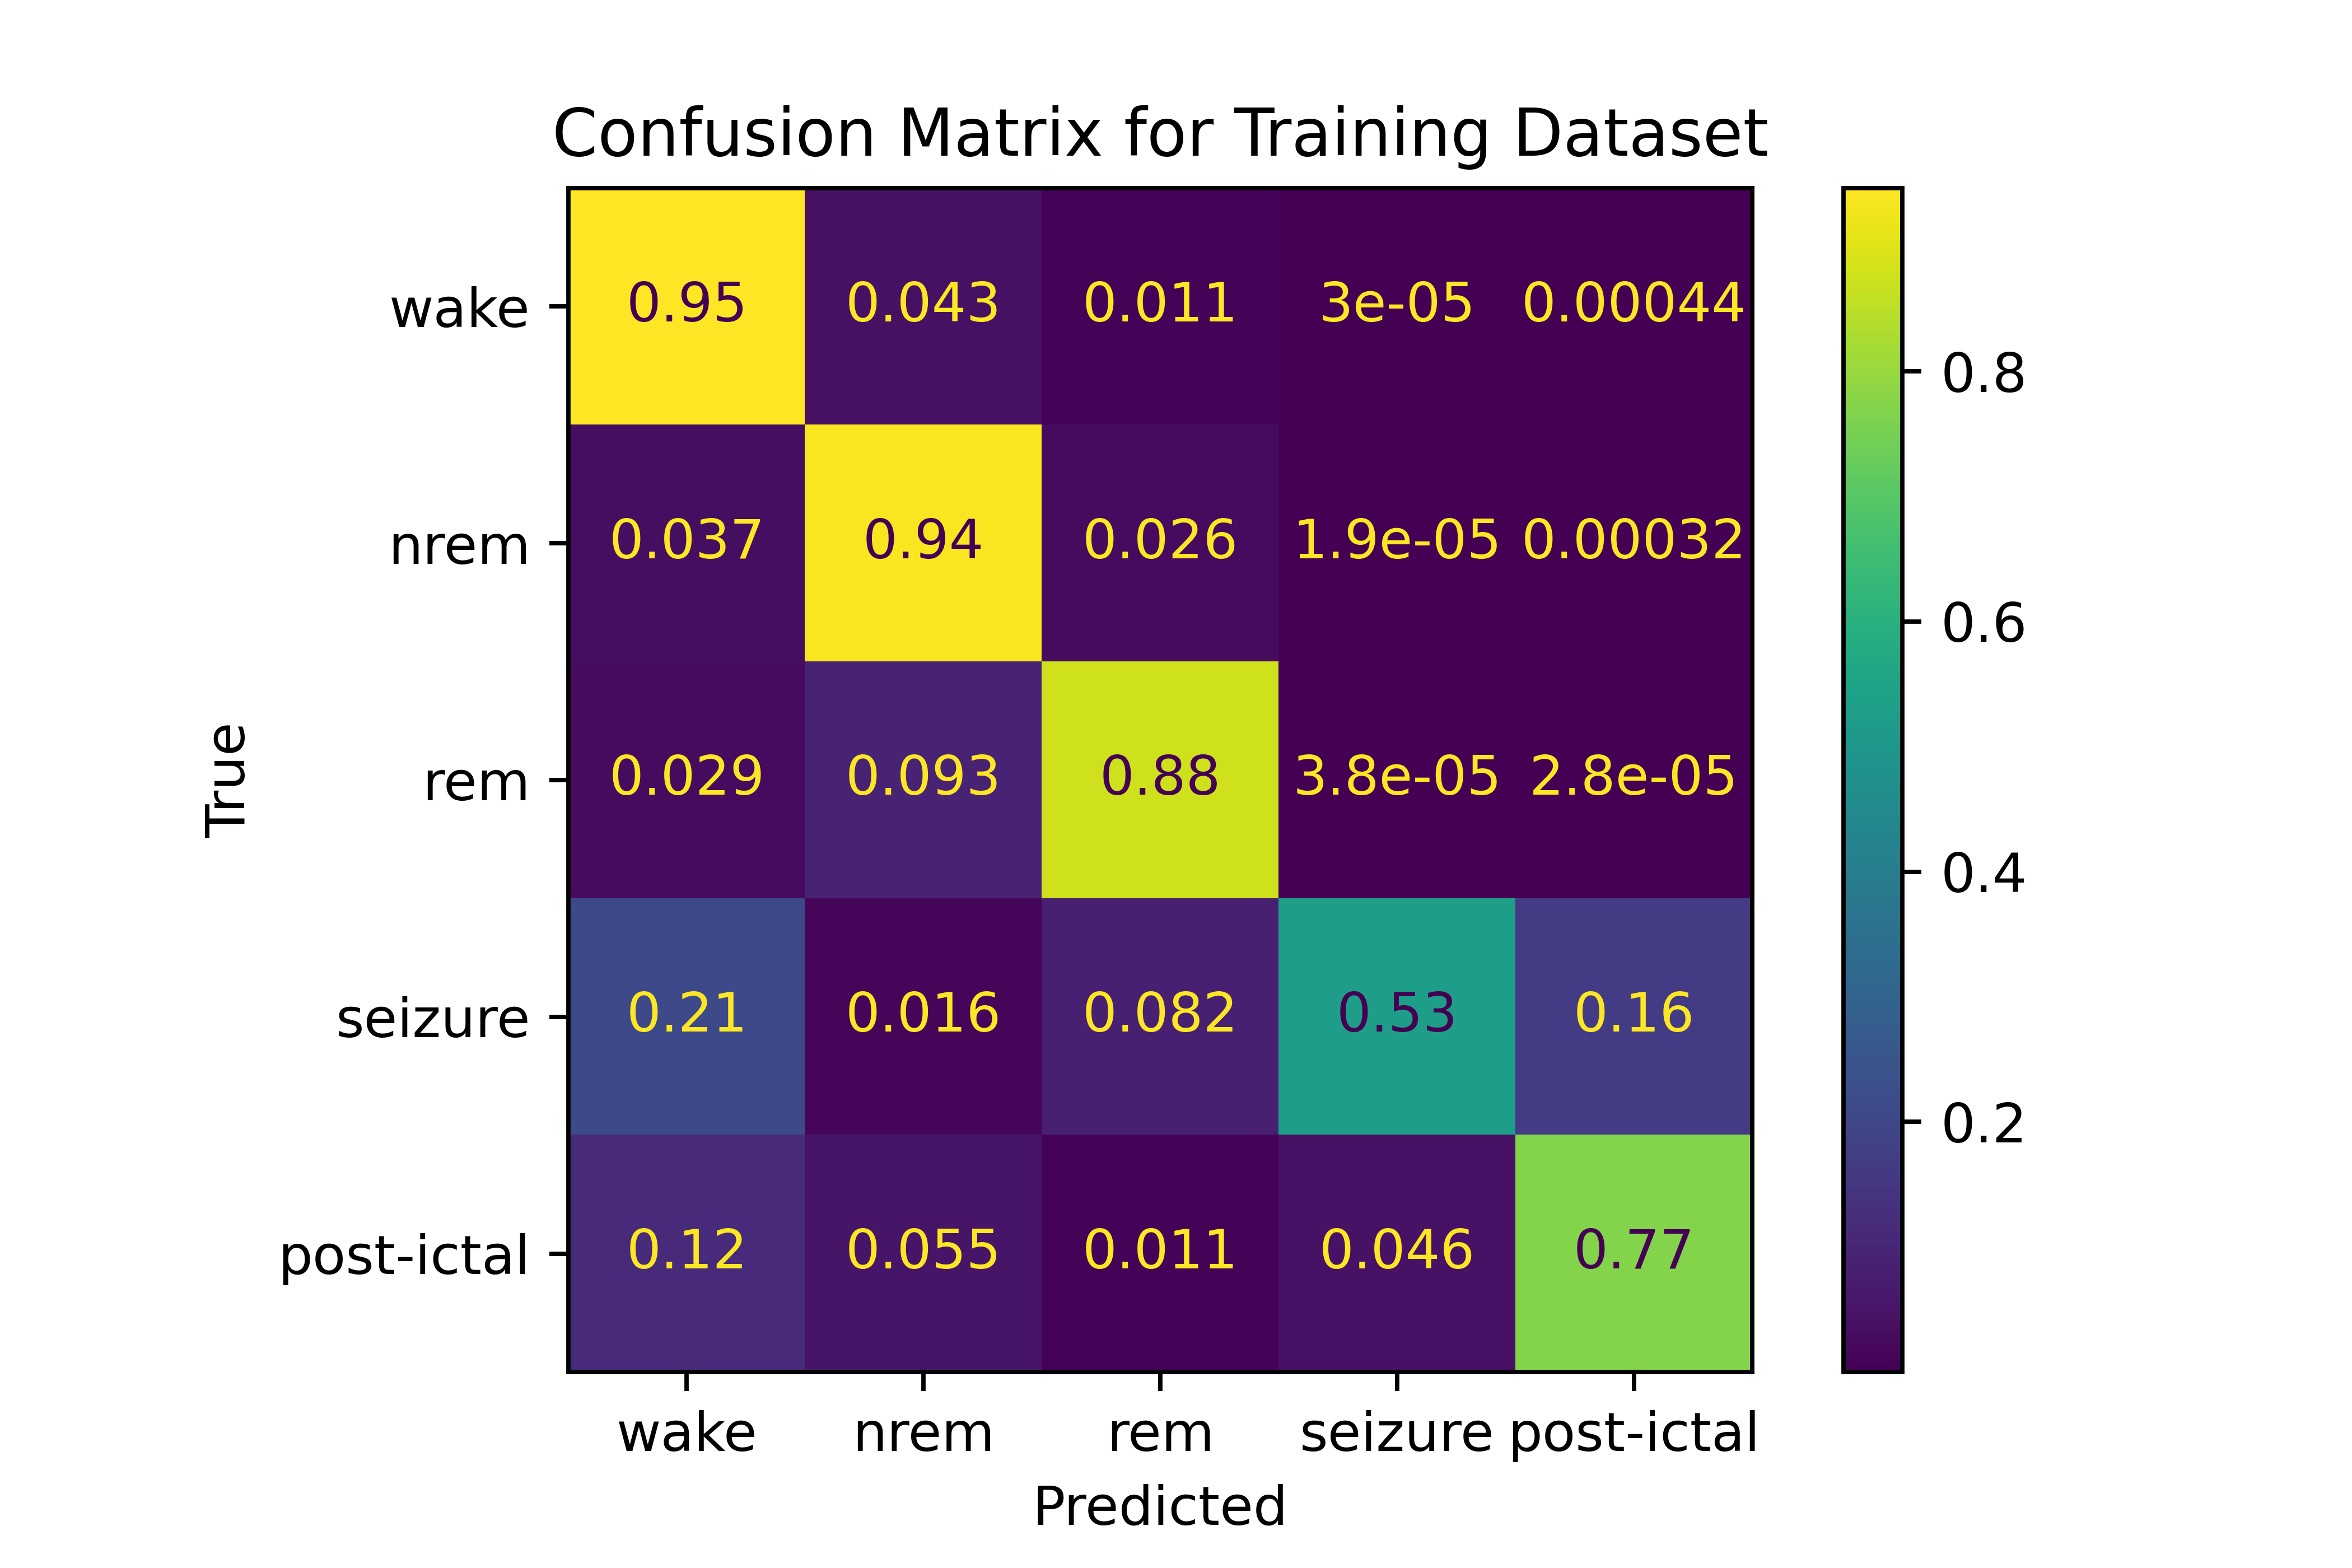 Confusion Matrix for Training Dataset
wake 0.95 0.043 0.011 3e-05 0.00044
nrem 0.037 0.94 0.026 1.9e-05 0.00032
rem 0.029 0.093 0.88 3.8e-05 2.8e-05
seizure 0.21 0.016 0.082 0.53 0.16
post-ictal 0.12 0.055 0.011 0.046 0.77
True
wake nrem rem seizure post-ictal
Predicted
0.8
0.6
0.4
0.2